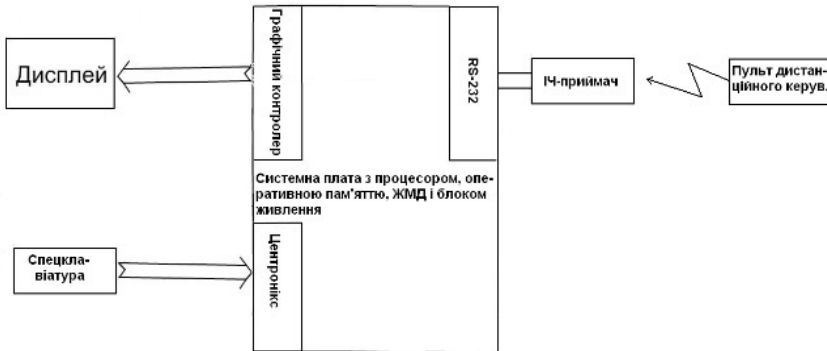 Дисплей
Графічний контролер
RS-232
ІЧ-приймач
Пульт дистан-
ційного керув.
Системна плата з процесором, опе-
ративною пам'яттю, ЖМД і блоком
живлення
Спецкла-
віатура
Центронікс